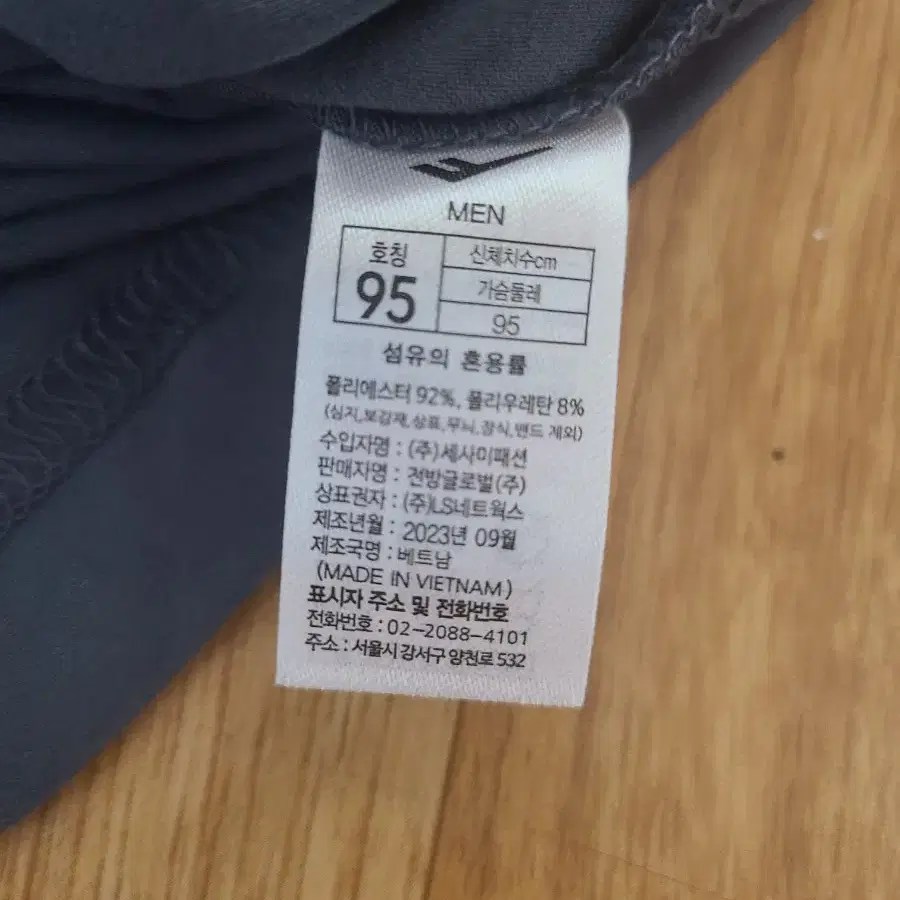 MEN
호칭
95
신체치수cm
가슴둘레
95
섬유의 혼용률
폴리에스터 92%, 폴리우레탄 8%
(심지,보강재,상표,무늬,장식,밴드 제외)
수입자명 : (주)세사미패션
판매자명 : 전방글로벌(주)
상표권자 : (주)LS네트웍스
제조년월 : 2023년 09월
제조국명 : 베트남
(MADE IN VIETNAM)
표시자 주소 및 전화번호
전화번호 : 02-2088-4101
주소 : 서울시 강서구 양천로 532